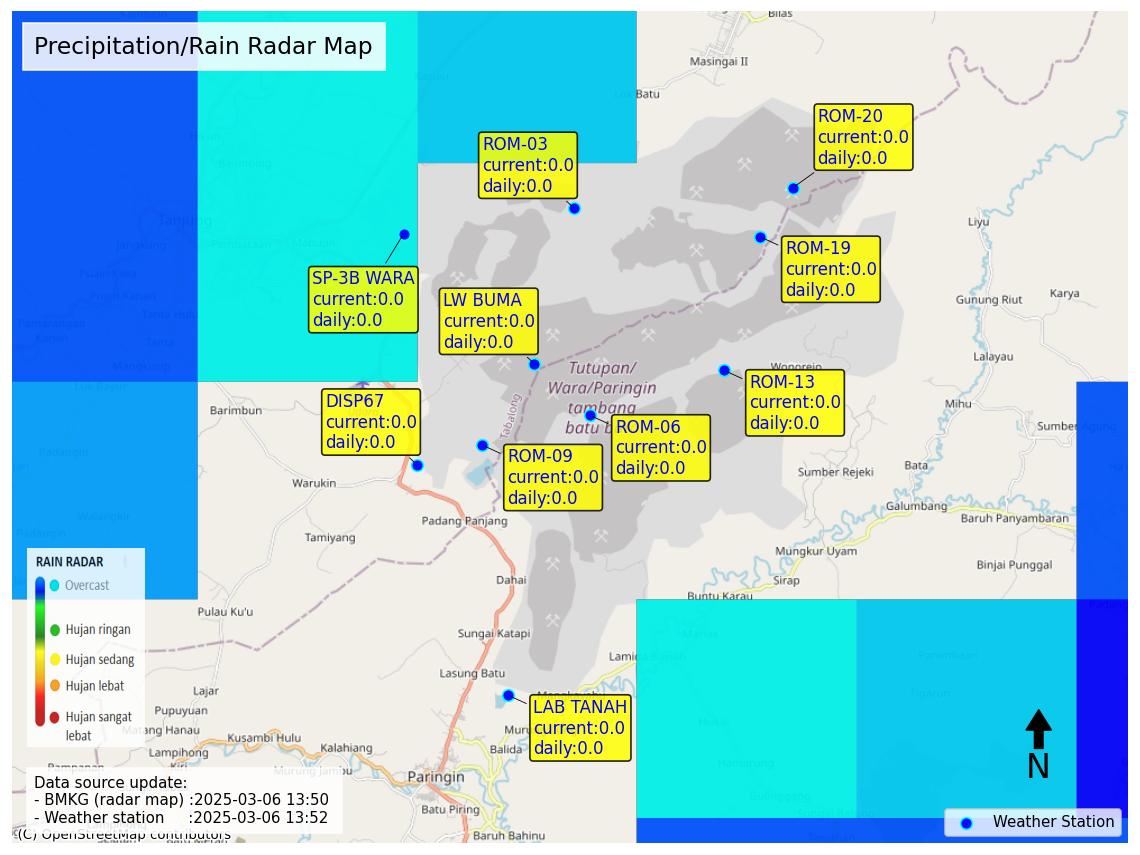 Precipitation/Rain Radar Map
Bilas
Masingai II
Kapuul
Batu
ROM-20
current:0.0
daily:0.0
ROM-03
current:0.0
daily:0.0
Tanjung
Liyu
ROM-19
current:0.0
daily:0.0
SP-3B WARA
current:0.0
daily:0.0
LW BUMA
current:0.0
daily:0.0
Gunung Riut
Karya
Lalayau
Wonorejo
Tutupan/
Wara/Paringin
tambang
batu b
Tabalong
ROM-13
current:0.0
daily:0.0
DISP67
current:0.0
daily:0.0
Barimbun
Mihu
ROM-06
current:0.0
daily:0.0
Sumber Agung
ROM-09
current:0.0
daily:0.0
Bata
Sumber Rejeki
Warukin
Galumbang
Baruh Panyambaran
Padang Panjang
Tamiyang
Mungkur Uyam
Binjai Punggal
Dahai
Sirap
Buntu Karau
RAIN RADAR
Overcast
Hujan ringan
Hujan sedang
Hujan lebat
Hujan sangat
lebat
Pulau Ku'u
Sungai Katapi
Lasung Batu
Lajar
Pupuyuan
Matang Hanau
Kusambi Hulu
Lampihong
Kiri
Kalahiang
Murung Jambu
Balida
LAB TANAH
current:0.0
daily:0.0
Paringin
Batu Piring
Baruh Bahinu
N
Data source update:
- BMKG (radar map) :2025-03-06 13:50
- Weather station :2025-03-06 13:52
(C) OpenStreetMap contributors
Weather Station